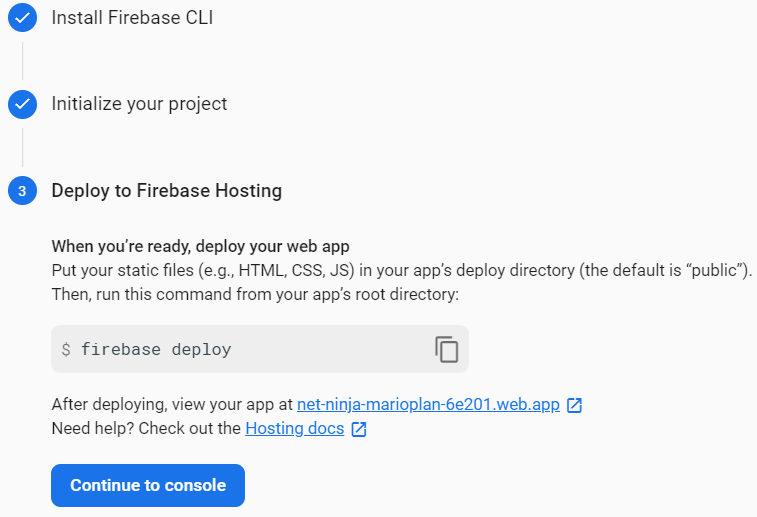 Install Firebase CLI
Initialize your project
3 Deploy to Firebase Hosting
When you’re ready, deploy your web app
Put your static files (e.g., HTML, CSS, JS) in your app’s deploy directory (the default is “public”).
Then, run this command from your app’s root directory:
$ firebase deploy
After deploying, view your app at net-ninja-marioplan-6e201.web.app
Need help? Check out the Hosting docs
Continue to console